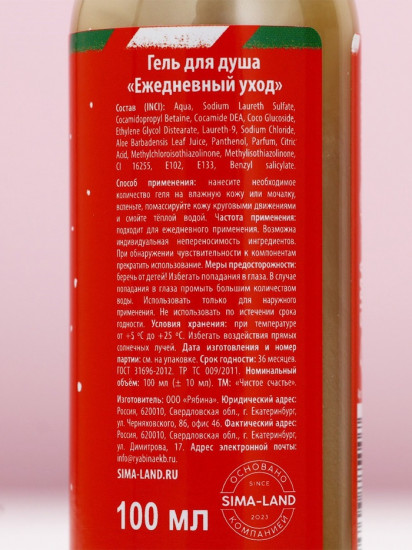 Гель для душа
«Ежедневный уход»
Состав (INCI): Aqua, Sodium Laureth Sulfate,
Cocamidopropyl Betaine, Cocamide DEA, Coco Glucoside,
Ethylene Glycol Distearate, Laureth-9, Sodium Chloride,
Aloe Barbadensis Leaf Juice, Panthenol, Parfum, Citric
Acid, Methylchloroisothiazolinone, Methylisothiazolinone,
CI 16255, E102, E133, Benzyl salicylate.
Способ применения: нанесите необходимое
количество геля на влажную кожу или мочалку,
вспеньте, помассируйте кожу круговыми движениями
и смойте тёплой водой. Частота применения:
подходит для ежедневного применения. Возможна
индивидуальная непереносимость ингредиентов.
При обнаружении чувствительности к компонентам
прекратить использование. Меры предосторожности:
беречь от детей! Избегать попадания в глаза. В случае
попадания в глаза промыть большим количеством
воды. Использовать только для наружного
применения. Не использовать по истечении срока
годности. Условия хранения: при температуре
от +5 °C до +25 °C. Избегать воздействия прямых
солнечных лучей. Дата изготовления и номер
партии: см. на упаковке. Срок годности: 36 месяцев.
ГОСТ 31696-2012. ТР ТС 009/2011. Номинальный
объём: 100 мл (± 10 мл). ТМ: «Чистое счастье».
Изготовитель: ООО «Рябина». Юридический адрес:
Россия, 620010, Свердловская обл., г. Екатеринбург,
ул. Черняховского, 86, офис 46. Фактический адрес:
Россия, 620010, Свердловская обл., г. Екатеринбург,
ул. Димитрова, 17. Адрес электронной почты:
info@ryabinaekb.ru.
SIMA-LAND.RU
100 мл
ОСНОВАНО
SINCE
SIMA-LAND
2023
КОМПАНИЕЙ